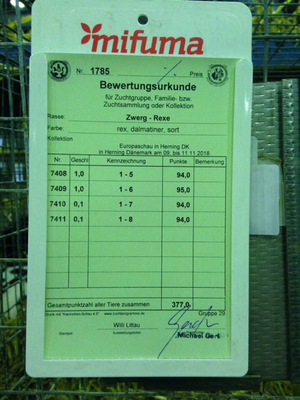 mifuma
Nr. 1785 Preis
Bewertungsurkunde
für Zuchtgruppe, Familie- bzw.
Zuchtsammlung oder Kollektion
Rasse: Zwerg - Rexe
Farbe: rex, dalmatiner, sort
Kollektion
Europaschau in Herning DK
in Herning Dänemark am 09. bis 11.11.2018
Nr. Geschl Kennzeichnung Punkte Bemerkung
7408 1,0 1 - 5 94,0
7409 1,0 1 - 6 95,0
7410 0,1 1 - 7 94,0
7411 0,1 1 - 8 94,0
Gesamtpunktzahl aller Tiere zusammen 377,0
Gruppe 29
Willi Littau
Michael Gerl